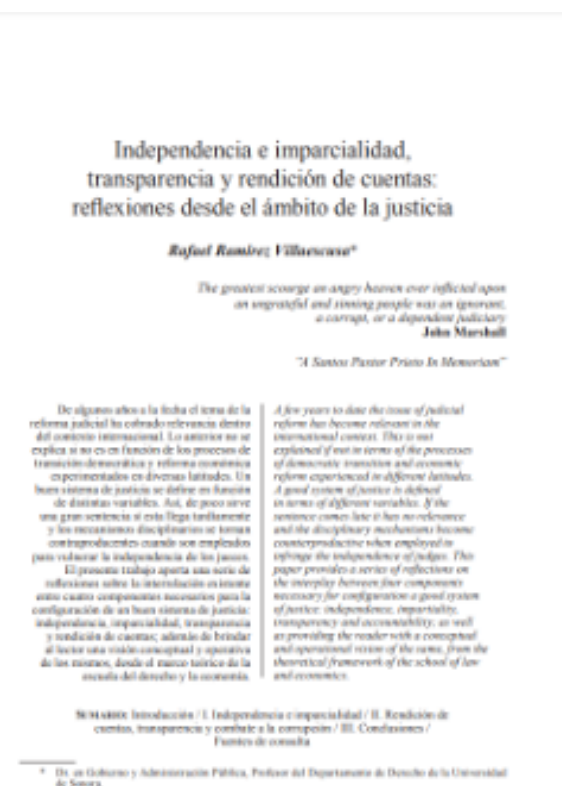 Independencia e imparcialidad,
transparencia y rendición de cuentas:
reflexiones desde el ámbito de la justicia
Rafael Ramírez Villaescusa*
The greatest scourge an angry heaven ever inflicted upon
an ungrateful and sinning people was an ignorant,
a corrupt, or a dependent judiciary
John Marshall
"A Santos Pastor Prieto In Memoriam"
De algunos años a la fecha el tema de la
reforma judicial ha cobrado relevancia dentro
del contexto internacional. Lo anterior no se
explica si no es en función de los procesos de
transición democrática y reforma económica
experimentados en diversas latitudes. Un
buen sistema de justicia se define en función
de distintas variables. Así, de poco sirve
una gran sentencia si esta llega tardíamente
y los mecanismos disciplinarios se tornan
contraproducentes cuando son empleados
para vulnerar la independencia de los jueces.
El presente trabajo aporta una serie de
reflexiones sobre la interrelación existente
entre cuatro componentes necesarios para la
configuración de un buen sistema de justicia:
independencia, imparcialidad, transparencia
y rendición de cuentas; además de brindar
al lector una visión conceptual y operativa
de los mismos, desde el marco teórico de la
escuela del derecho y la economía.
A few years to date the issue of judicial
reform has become relevant in the
international context. This is not
explained if not in terms of the processes
of democratic transition and economic
reform experienced in different latitudes.
A good system of justice is defined
in terms of different variables. If the
sentence comes late it has no relevance
and the disciplinary mechanisms become
counterproductive when employed to
infringe the independence of judges. This
paper provides a series of reflections on
the interplay between four components
necessary for configuration a good system
of justice: independence, impartiality,
transparency and accountability, as well
as providing the reader with a conceptual
and operational vision of the same, from the
theoretical framework of the school of law
and economics.
SUMARIO: Introducción / I. Independencia e imparcialidad / II. Rendición de
cuentas, transparencia y combate a la corrupción / III. Conclusiones /
Fuentes de consulta
* Dr. en Gobierno y Administración Pública, Profesor del Departamento de Derecho de la Universidad
de Sonora.